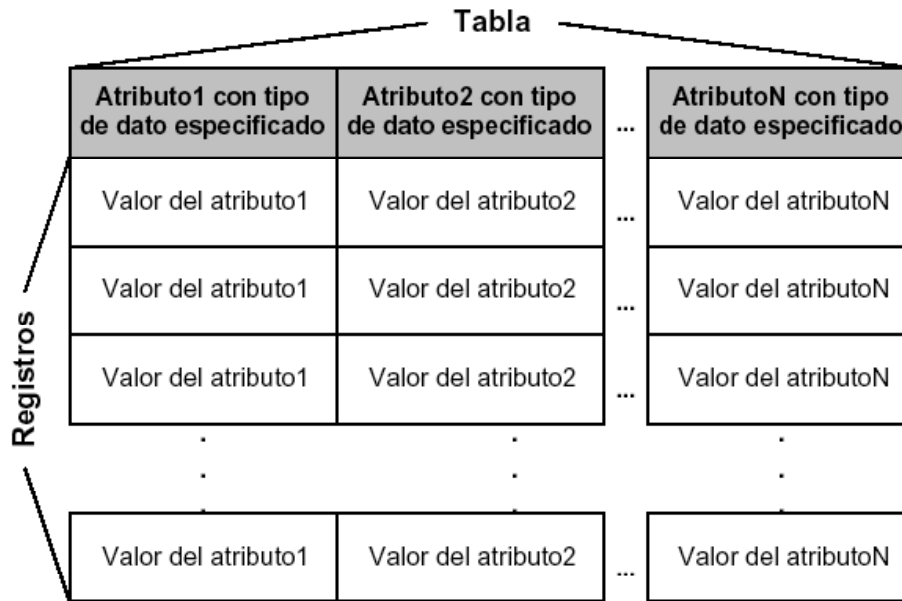 Tabla
Atributo1 con tipo
de dato especificado
Atributo2 con tipo
de dato especificado
...
AtributoN con tipo
de dato especificado
Registros
Valor del atributo1
Valor del atributo2
...
Valor del atributoN
Valor del atributo1
Valor del atributo2
...
Valor del atributoN
Valor del atributo1
Valor del atributo2
...
Valor del atributoN
. . .
. . .
. . .
Valor del atributo1
Valor del atributo2
...
Valor del atributoN